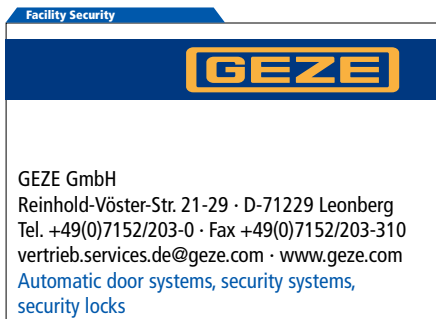 Facility Security
GEZE
GEZE GmbH
Reinhold-Vöster-Str. 21-29 · D-71229 Leonberg
Tel. +49(0)7152/203-0 · Fax +49(0)7152/203-310
vertrieb.services.de@geze.com · www.geze.com
Automatic door systems, security systems,
security locks